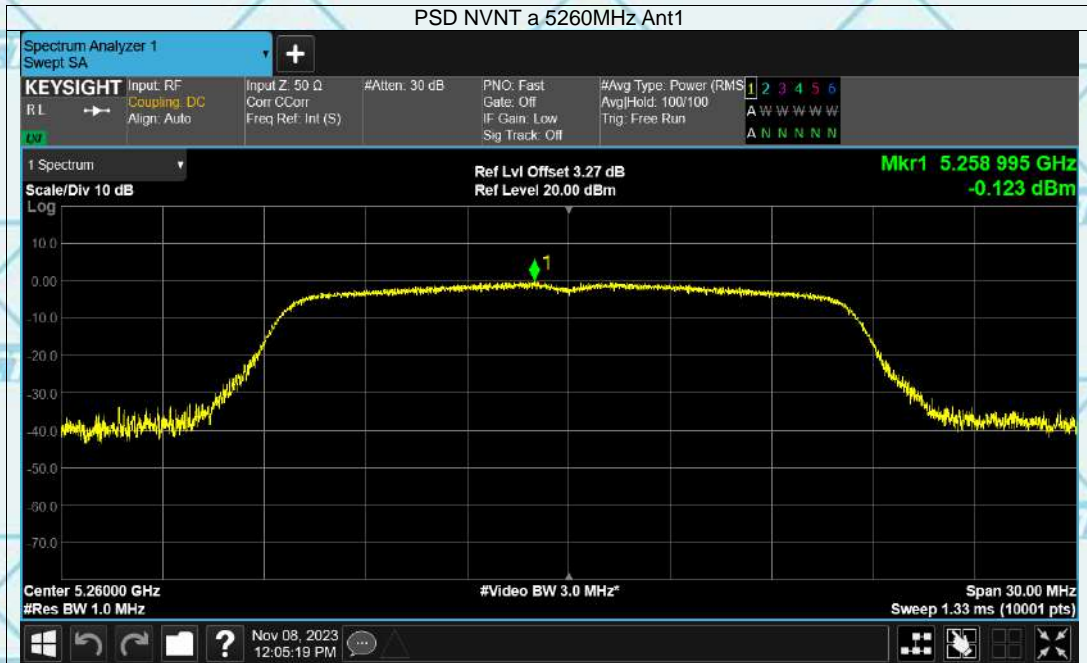 PSD NVNT a 5260MHz Ant1
Spectrum Analyzer 1
Swept SA
+
KEYSIGHT
Input: RF
Input Z: 50 Ω
#Atten: 30 dB
PNO: Fast
#Avg Type: Power (RMS
1 2 3 4 5 6
R L
Coupling: DC
Corr CCorr
Gate: Off
Avg|Hold: 100/100
A W W W W W
Align: Auto
Freq Ref: Int (S)
IF Gain: Low
Trig: Free Run
Sig Track: Off
A N N N N N
1 Spectrum
Ref Lvl Offset 3.27 dB
Mkr1 5.258 995 GHz
Scale/Div 10 dB
Ref Level 20.00 dBm
-0.123 dBm
Log
10.0
0.00
1
-10.0
-20.0
-30.0
-40.0
-50.0
-60.0
-70.0
Center 5.26000 GHz
#Video BW 3.0 MHz*
Span 30.00 MHz
#Res BW 1.0 MHz
Sweep 1.33 ms (10001 pts)
?
Nov 08, 2023
12:05:19 PM